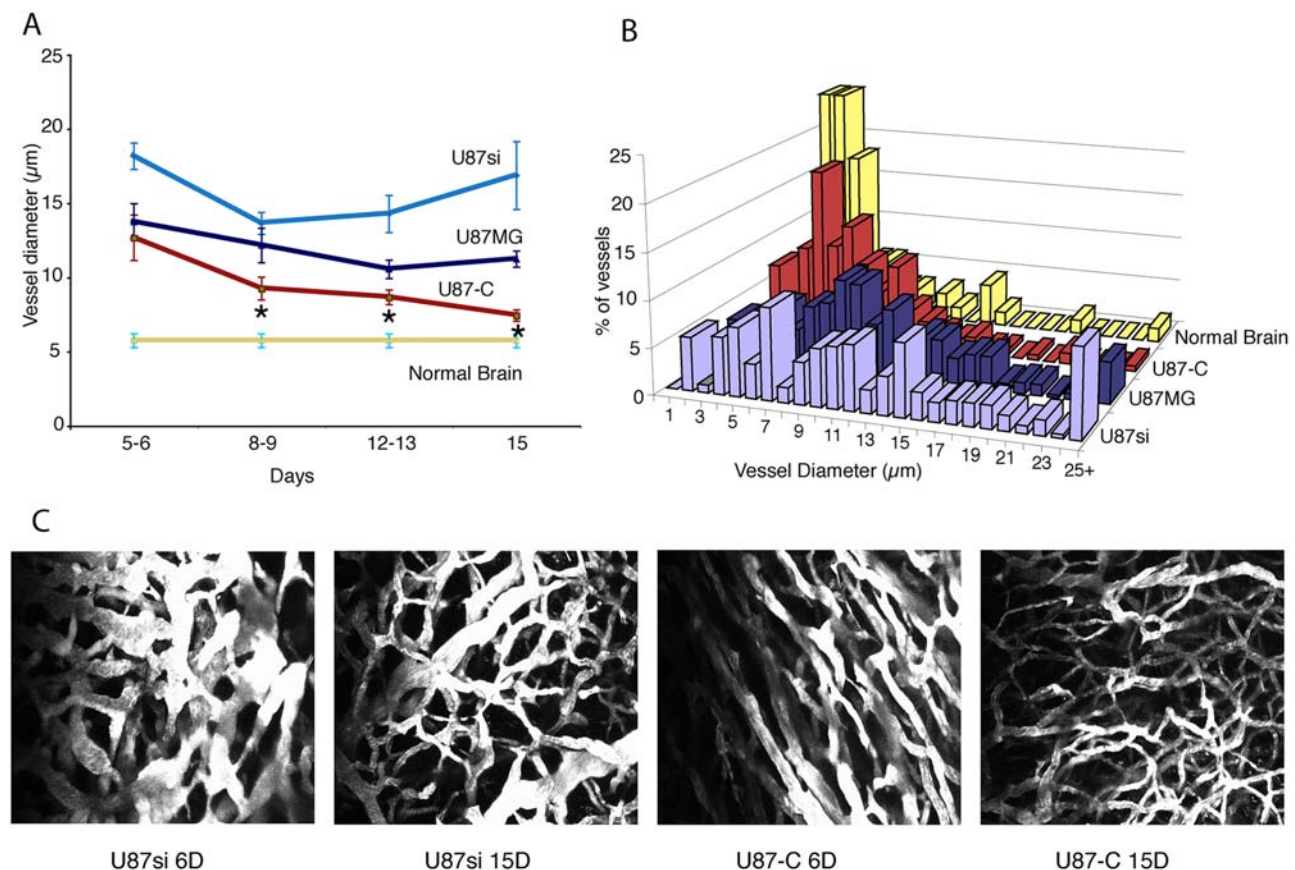 A
25
20
15
10
5
0
Vessel diameter (µm)
U87si
U87MG
U87-C
Normal Brain
*
*
*
5-6
8-9
12-13
15
Days
B
25
20
15
10
5
0
% of vessels
Normal Brain
U87-C
U87MG
U87si
1
3
5
7
9
11
13
15
17
19
21
23
25+
Vessel Diameter (µm)
C
U87si 6D
U87si 15D
U87-C 6D
U87-C 15D